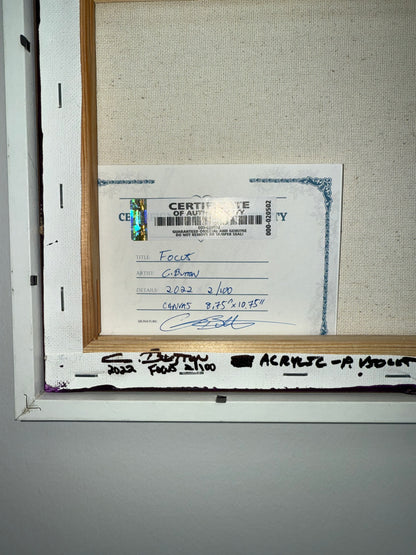 CERTIFICATE
OF AUTHENTICITY
000-020502
GUARANTEED ORIGINAL AND GENUINE
DO NOT REMOVE OR TAMPER SEAL!
TITLE: FOCUS
ARTIST: C. BUTTON
DETAILS: 2022 2/100
CANVAS 8.75" x 10.75"
SIGNATURE:
C. BUTTON
2022 FOCUS 2/100
ACRYLIC - P.